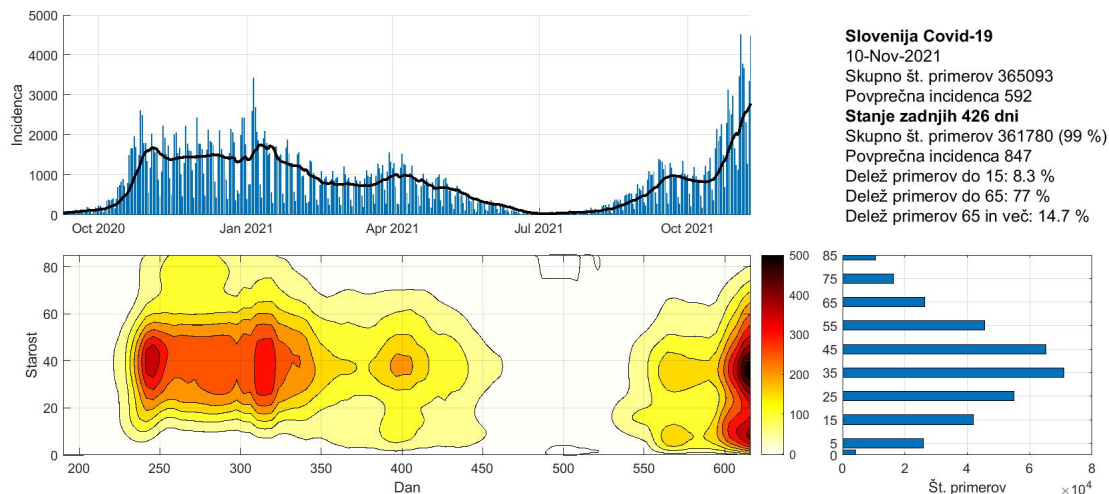 5000
4000
3000
2000
1000
0
Incidenca
Oct 2020
Jan 2021
Apr 2021
Jul 2021
Oct 2021
Slovenija Covid-19
10-Nov-2021
Skupno št. primerov 365093
Povprečna incidenca 592
Stanje zadnjih 426 dni
Skupno št. primerov 361780 (99 %)
Povprečna incidenca 847
Delež primerov do 15: 8.3 %
Delež primerov do 65: 77 %
Delež primerov 65 in več: 14.7 %
80
60
40
20
0
Starost
200
250
300
350
400
450
500
550
600
Dan
500
400
300
200
100
0
85
75
65
55
45
35
25
15
5
0
0
2
4
6
8
Št. primerov
×10⁴